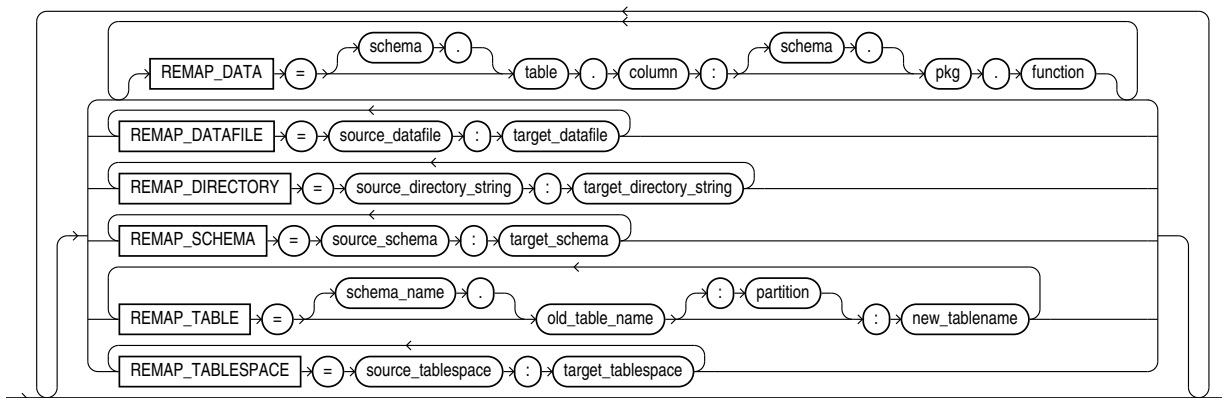 REMAP_DATA = schema . table . column : schema . pkg . function
REMAP_DATAFILE = source_datafile : target_datafile
REMAP_DIRECTORY = source_directory_string : target_directory_string
REMAP_SCHEMA = source_schema : target_schema
REMAP_TABLE = schema_name . old_table_name : partition : new_tablename
REMAP_TABLESPACE = source_tablespace : target_tablespace